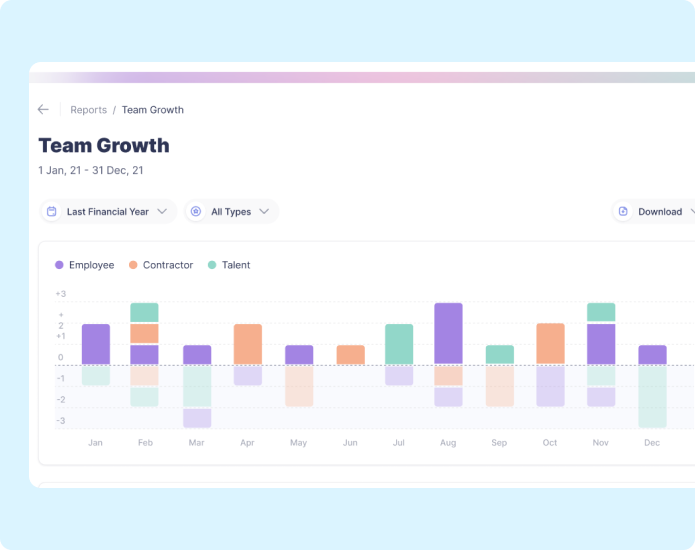 Reports / Team Growth
Team Growth
1 Jan, 21 - 31 Dec, 21
Last Financial Year
All Types
Download
Employee
Contractor
Talent
+3
+
2
+1
0
-1
-2
-3
Jan Feb Mar Apr May Jun Jul Aug Sep Oct Nov Dec